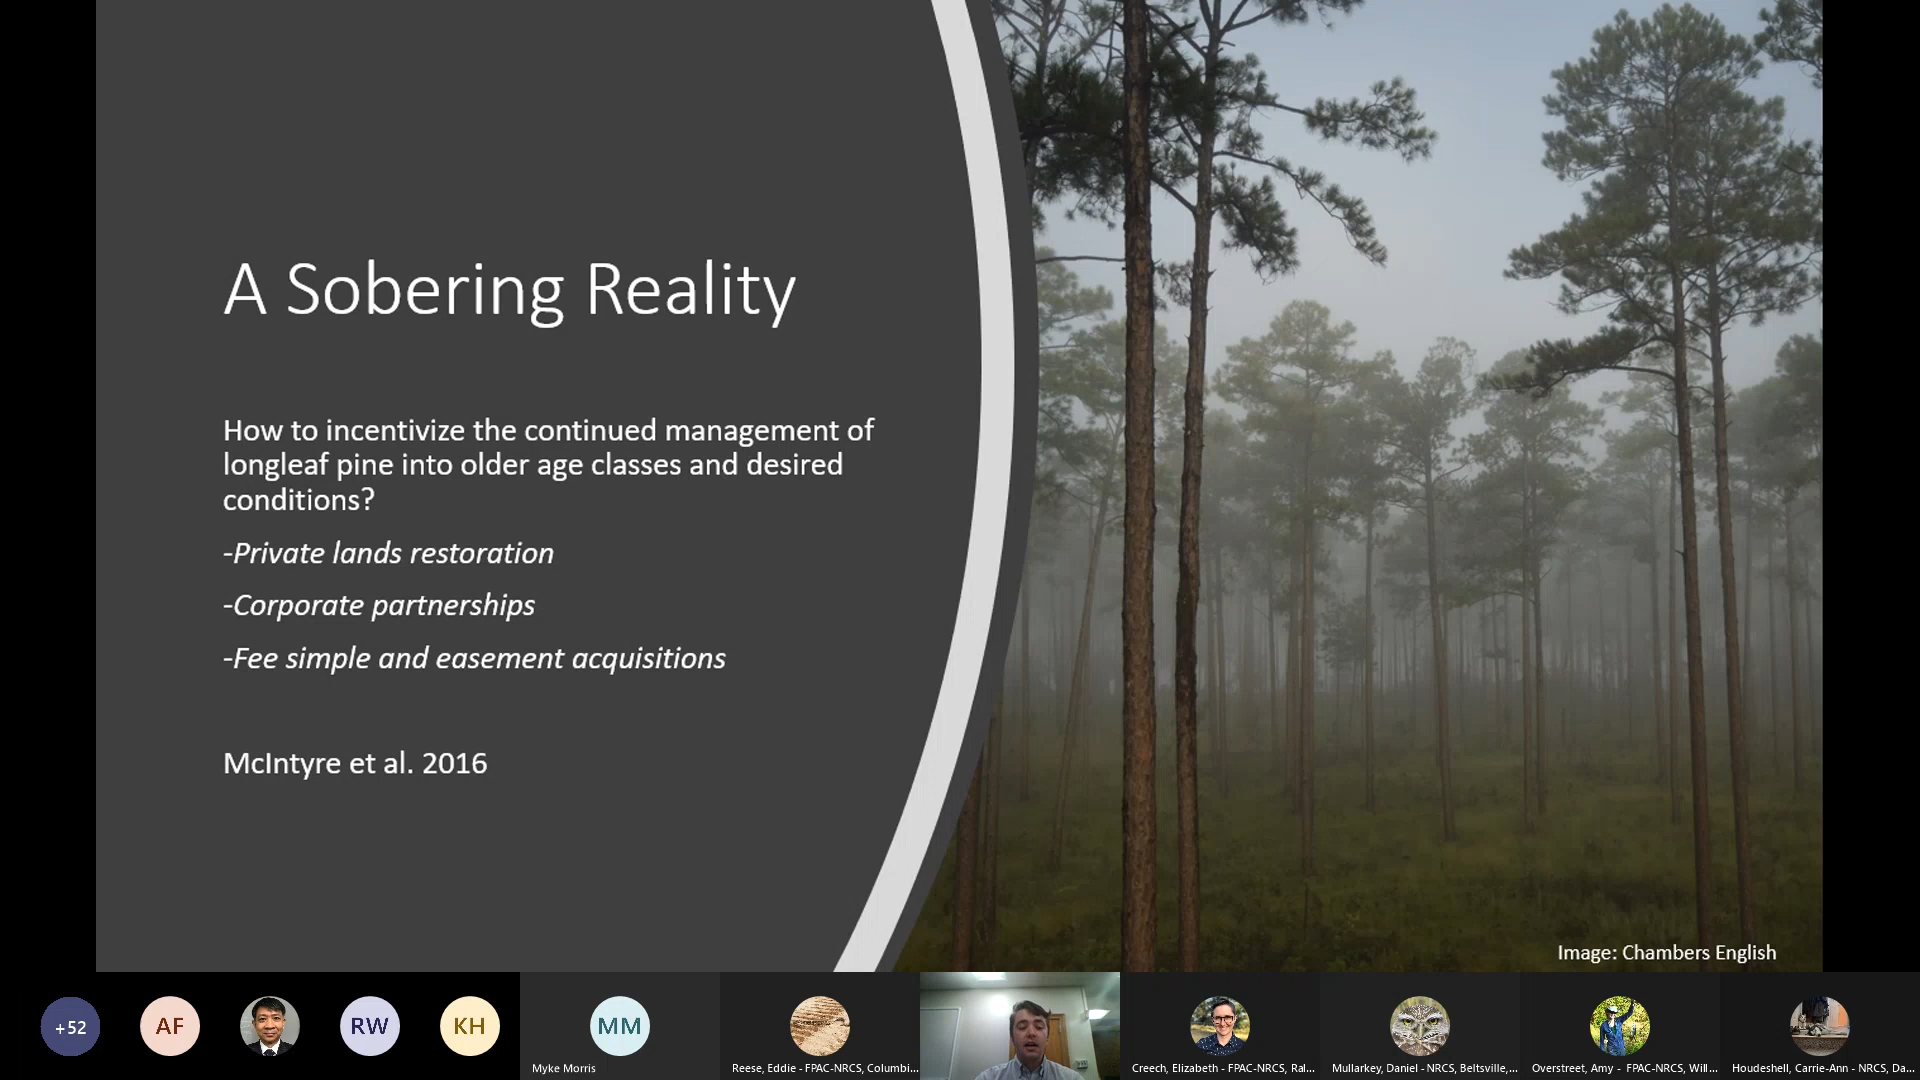 A Sobering Reality
How to incentivize the continued management of
longleaf pine into older age classes and desired
conditions?
-Private lands restoration
-Corporate partnerships
-Fee simple and easement acquisitions
McIntyre et al. 2016
Image: Chambers English
+52
AF
RW
KH
MM
Myke Morris
Reese, Eddie - FPAC-NRCS, Columbi...
Creech, Elizabeth - FPAC-NRCS, Ral...
Mullarkey, Daniel - NRCS, Beltsville,...
Overstreet, Amy - FPAC-NRCS, Will...
Houdeshell, Carrie-Ann - NRCS, Da...